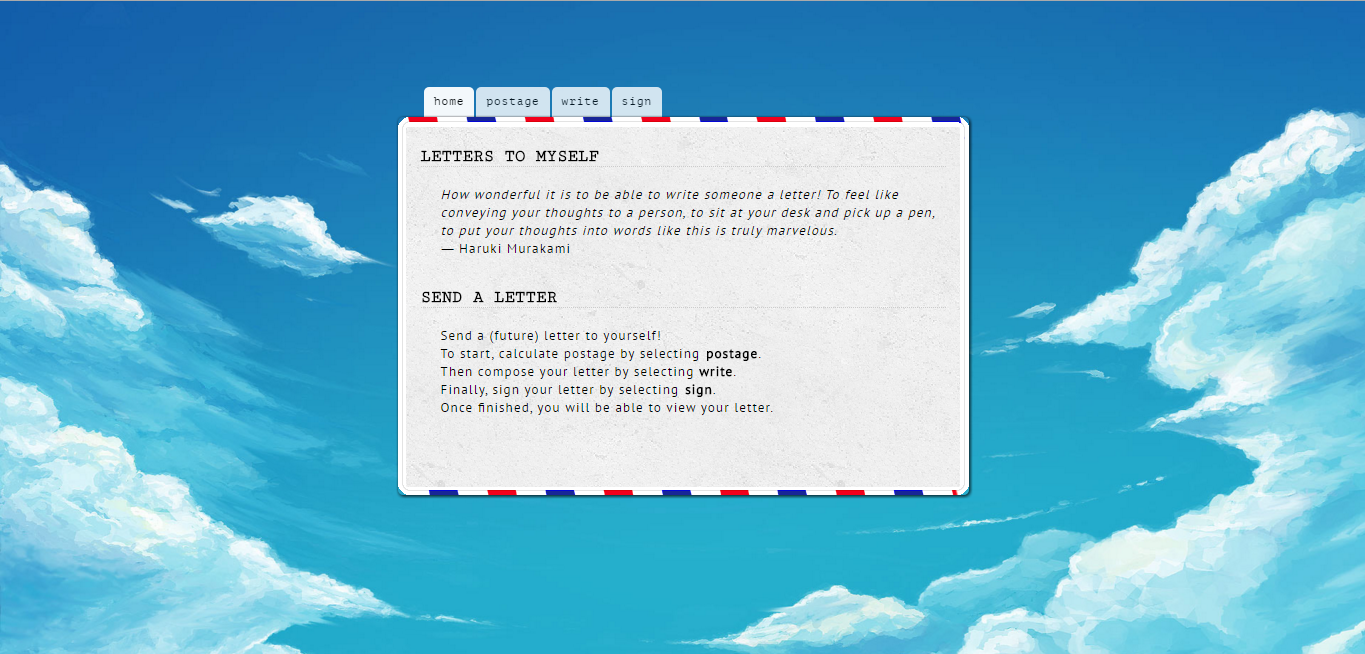 home postage write sign
LETTERS TO MYSELF
How wonderful it is to be able to write someone a letter! To feel like
conveying your thoughts to a person, to sit at your desk and pick up a pen,
to put your thoughts into words like this is truly marvelous.
— Haruki Murakami
SEND A LETTER
Send a (future) letter to yourself!
To start, calculate postage by selecting postage.
Then compose your letter by selecting write.
Finally, sign your letter by selecting sign.
Once finished, you will be able to view your letter.